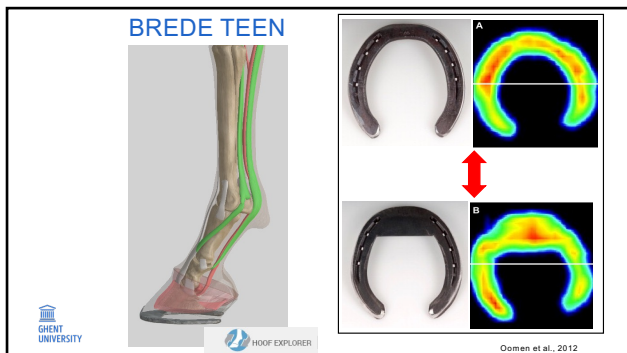 BREDE TEEN
A
B
GHENT
UNIVERSITY
HOOF EXPLORER
Oomen et al., 2012